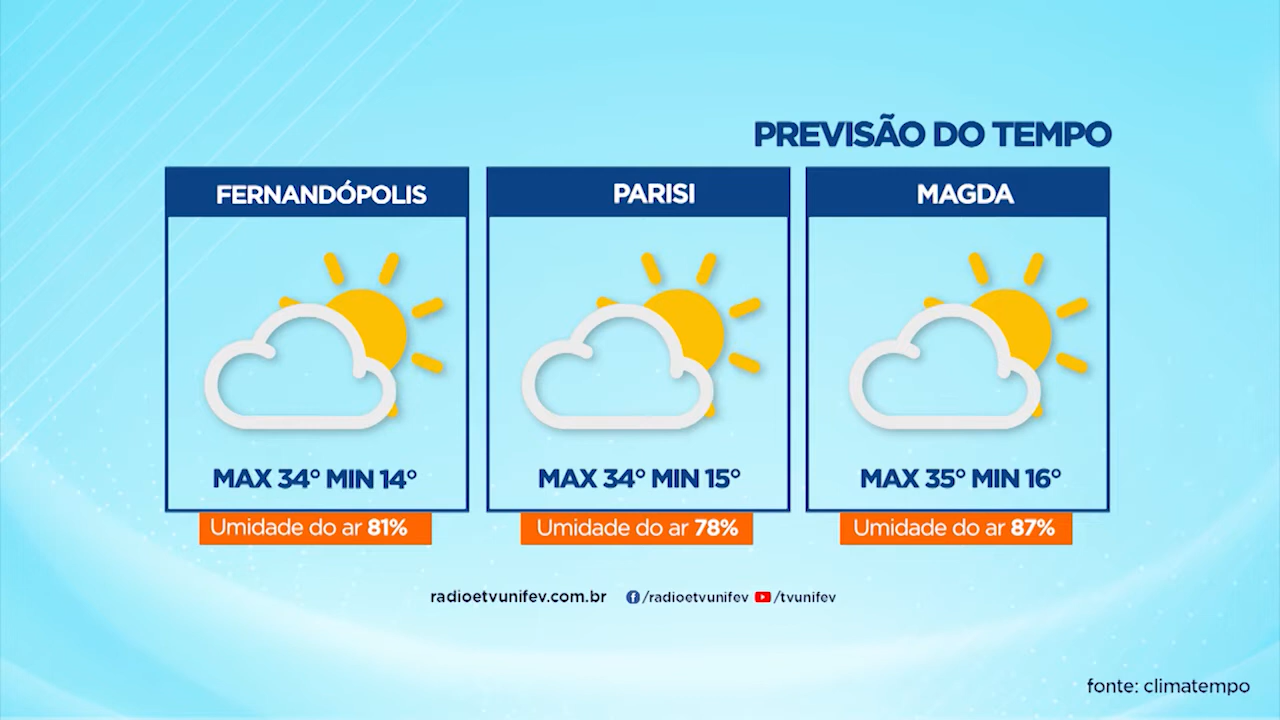 PREVISÃO DO TEMPO
FERNANDÓPOLIS
MAX 34° MIN 14°
Umidade do ar 81%
PARISI
MAX 34° MIN 15°
Umidade do ar 78%
MAGDA
MAX 35° MIN 16°
Umidade do ar 87%
radioetvunifev.com.br /radioetvunifev /tvunifev
fonte: climatempo